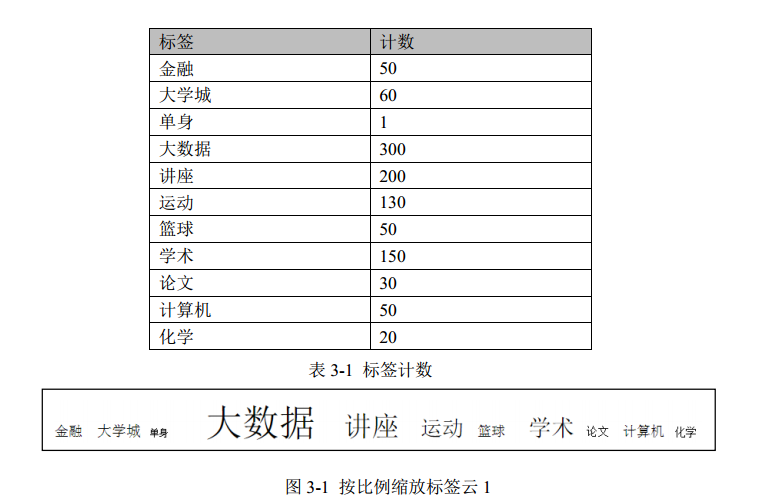 标签 计数
金融 50
大学城 60
单身 1
大数据 300
讲座 200
运动 130
篮球 50
学术 150
论文 30
计算机 50
化学 20
表 3-1 标签计数
金融 大学城 单身 大数据 讲座 运动 篮球 学术 论文 计算机 化学
图 3-1 按比例缩放标签云 1